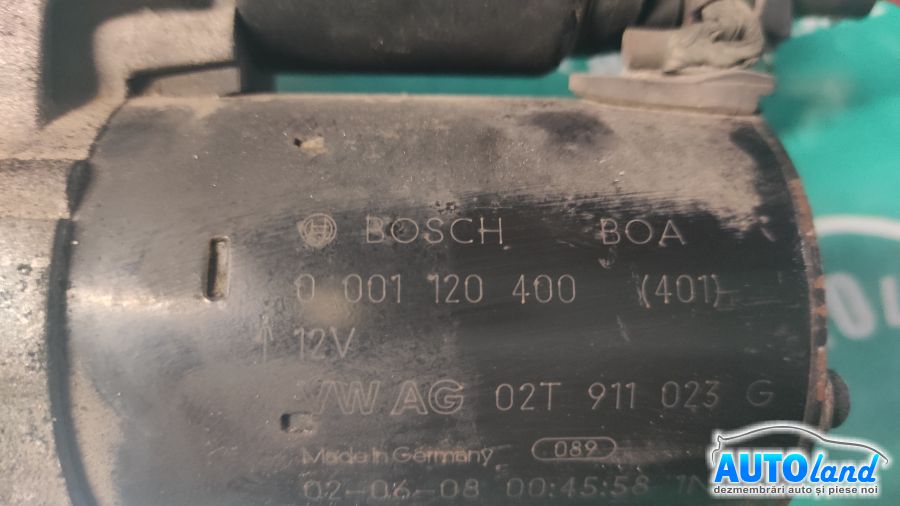 BOSCH BOA
0 001 120 400 (401)
12V
VW AG 02T 911 023 G
Made in Germany 089
02-06-08 00:45:58
AUTOland
dezmembrări auto și piese noi